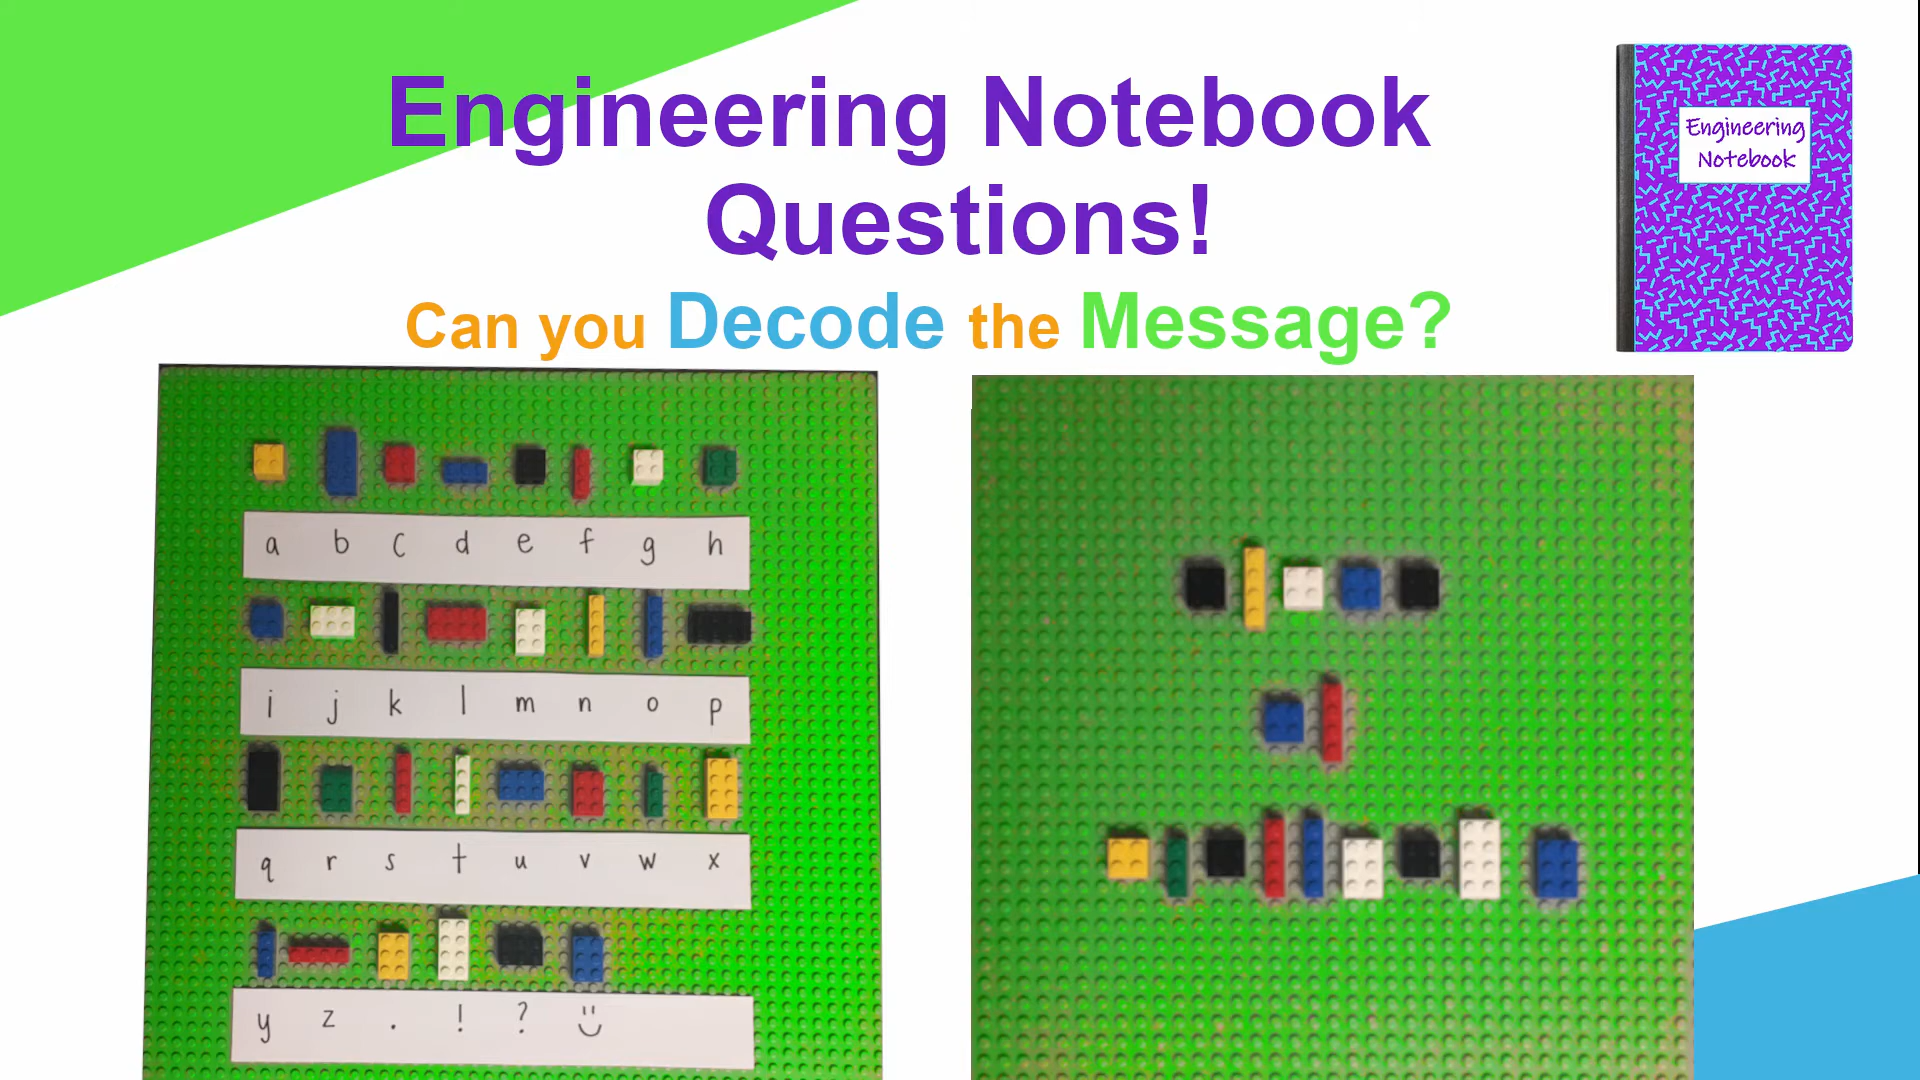 Engineering Notebook
Questions!
Can you Decode the Message?
Engineering
Notebook
a b c d e f g h
i j k l m n o p
q r s t u v w x
y z . ! ?